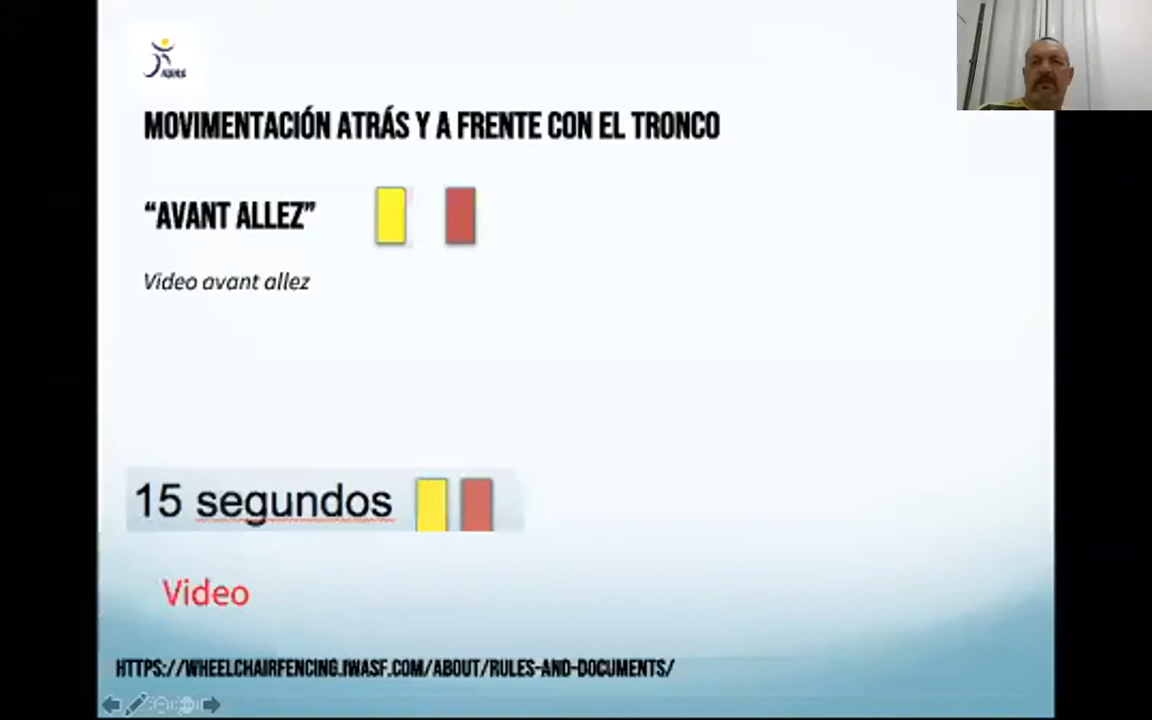 IWAS
MOVIMENTACIÓN ATRÁS Y A FRENTE CON EL TRONCO
“AVANT ALLEZ”
Video avant allez
15 segundos
Video
HTTPS://WHEELCHAIRFENCING.IWASF.COM/ABOUT/RULES-AND-DOCUMENTS/